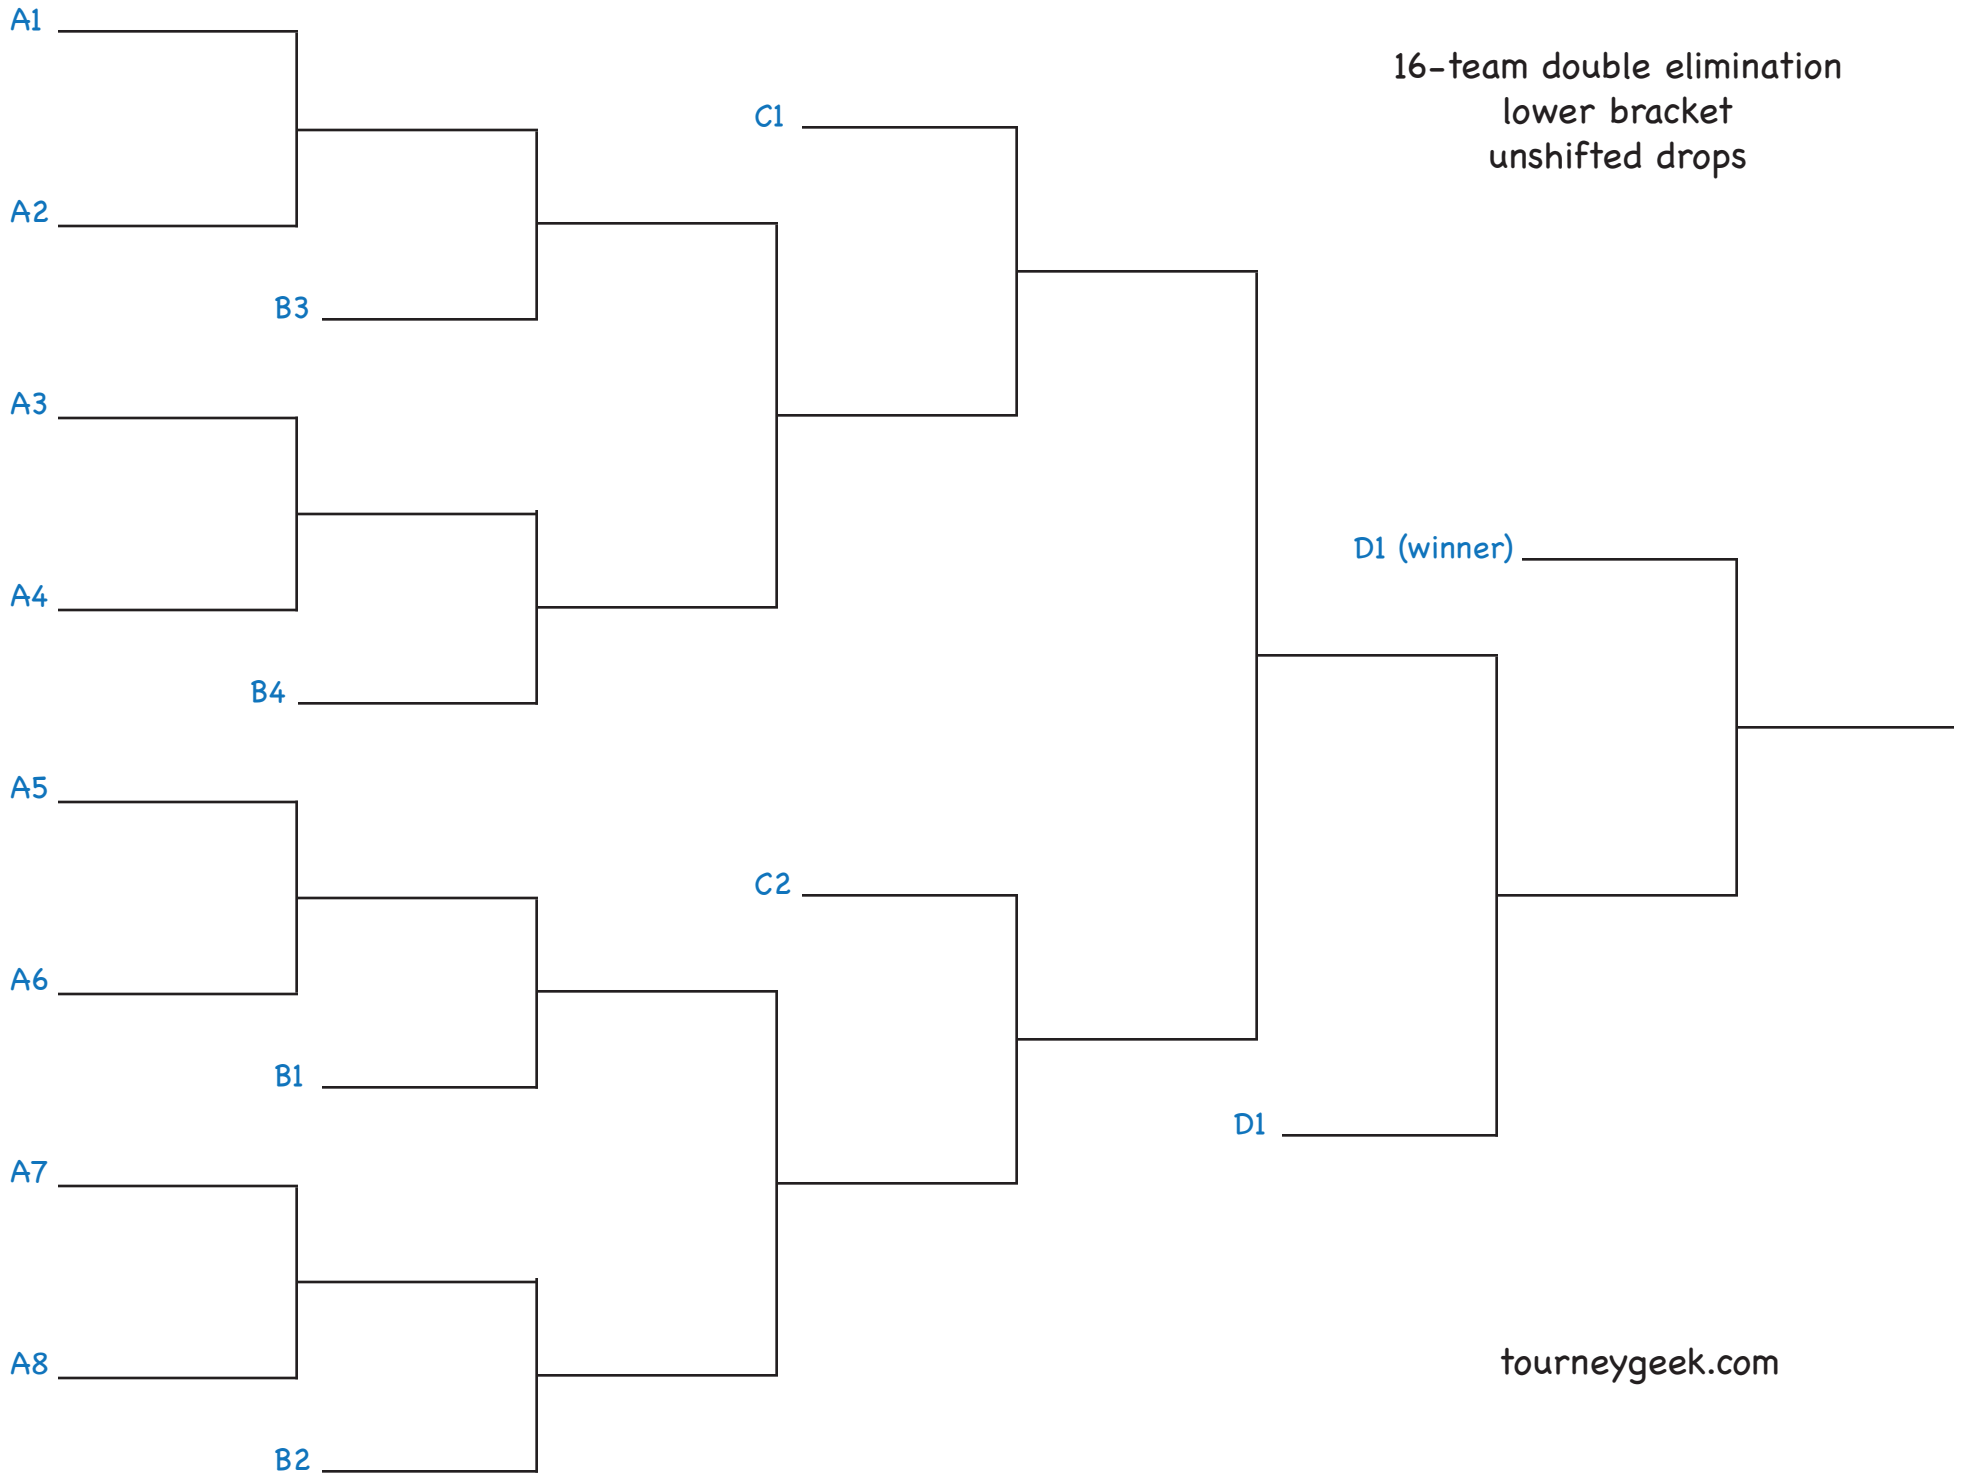 A1
16-team double elimination
lower bracket
unshifted drops
C1
A2
B3
A3
D1 (winner)
A4
B4
A5
C2
A6
B1
D1
A7
A8
tourneygeek.com
B2